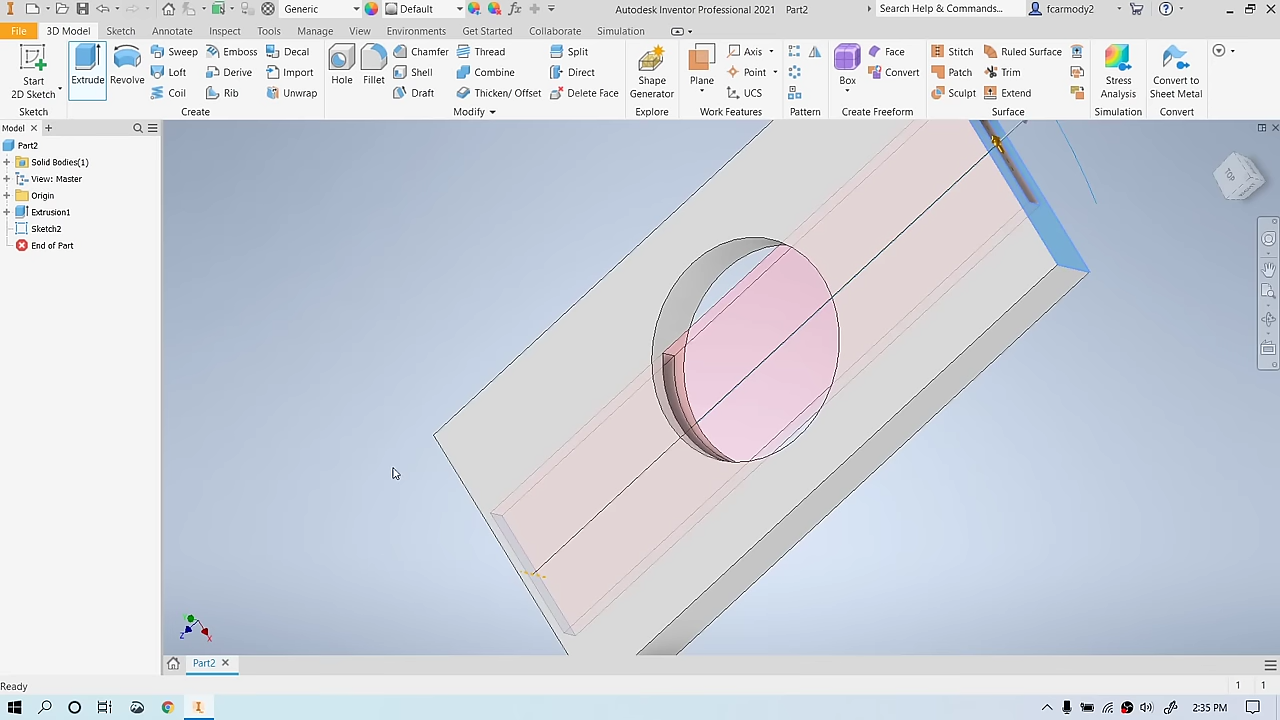 Generic
Default
Autodesk Inventor Professional 2021 Part2
Search Help & Commands...
fcarmody2
File
3D Model
Sketch
Annotate
Inspect
Tools
Manage
View
Environments
Get Started
Collaborate
Simulation
Start
2D Sketch
Extrude
Revolve
Sweep
Emboss
Decal
Loft
Derive
Import
Coil
Rib
Unwrap
Hole
Fillet
Chamfer
Thread
Split
Shell
Combine
Direct
Draft
Thicken/ Offset
Delete Face
Shape
Generator
Plane
Axis
Point
UCS
Box
Face
Convert
Stitch
Ruled Surface
Patch
Trim
Sculpt
Extend
Stress
Analysis
Convert to
Sheet Metal
Sketch
Create
Modify
Explore
Work Features
Pattern
Create Freeform
Surface
Simulation
Convert
Model
Part2
Solid Bodies(1)
View: Master
Origin
Extrusion1
Sketch2
End of Part
TOP
Z
X
Part2
Ready
1 1
2:35 PM